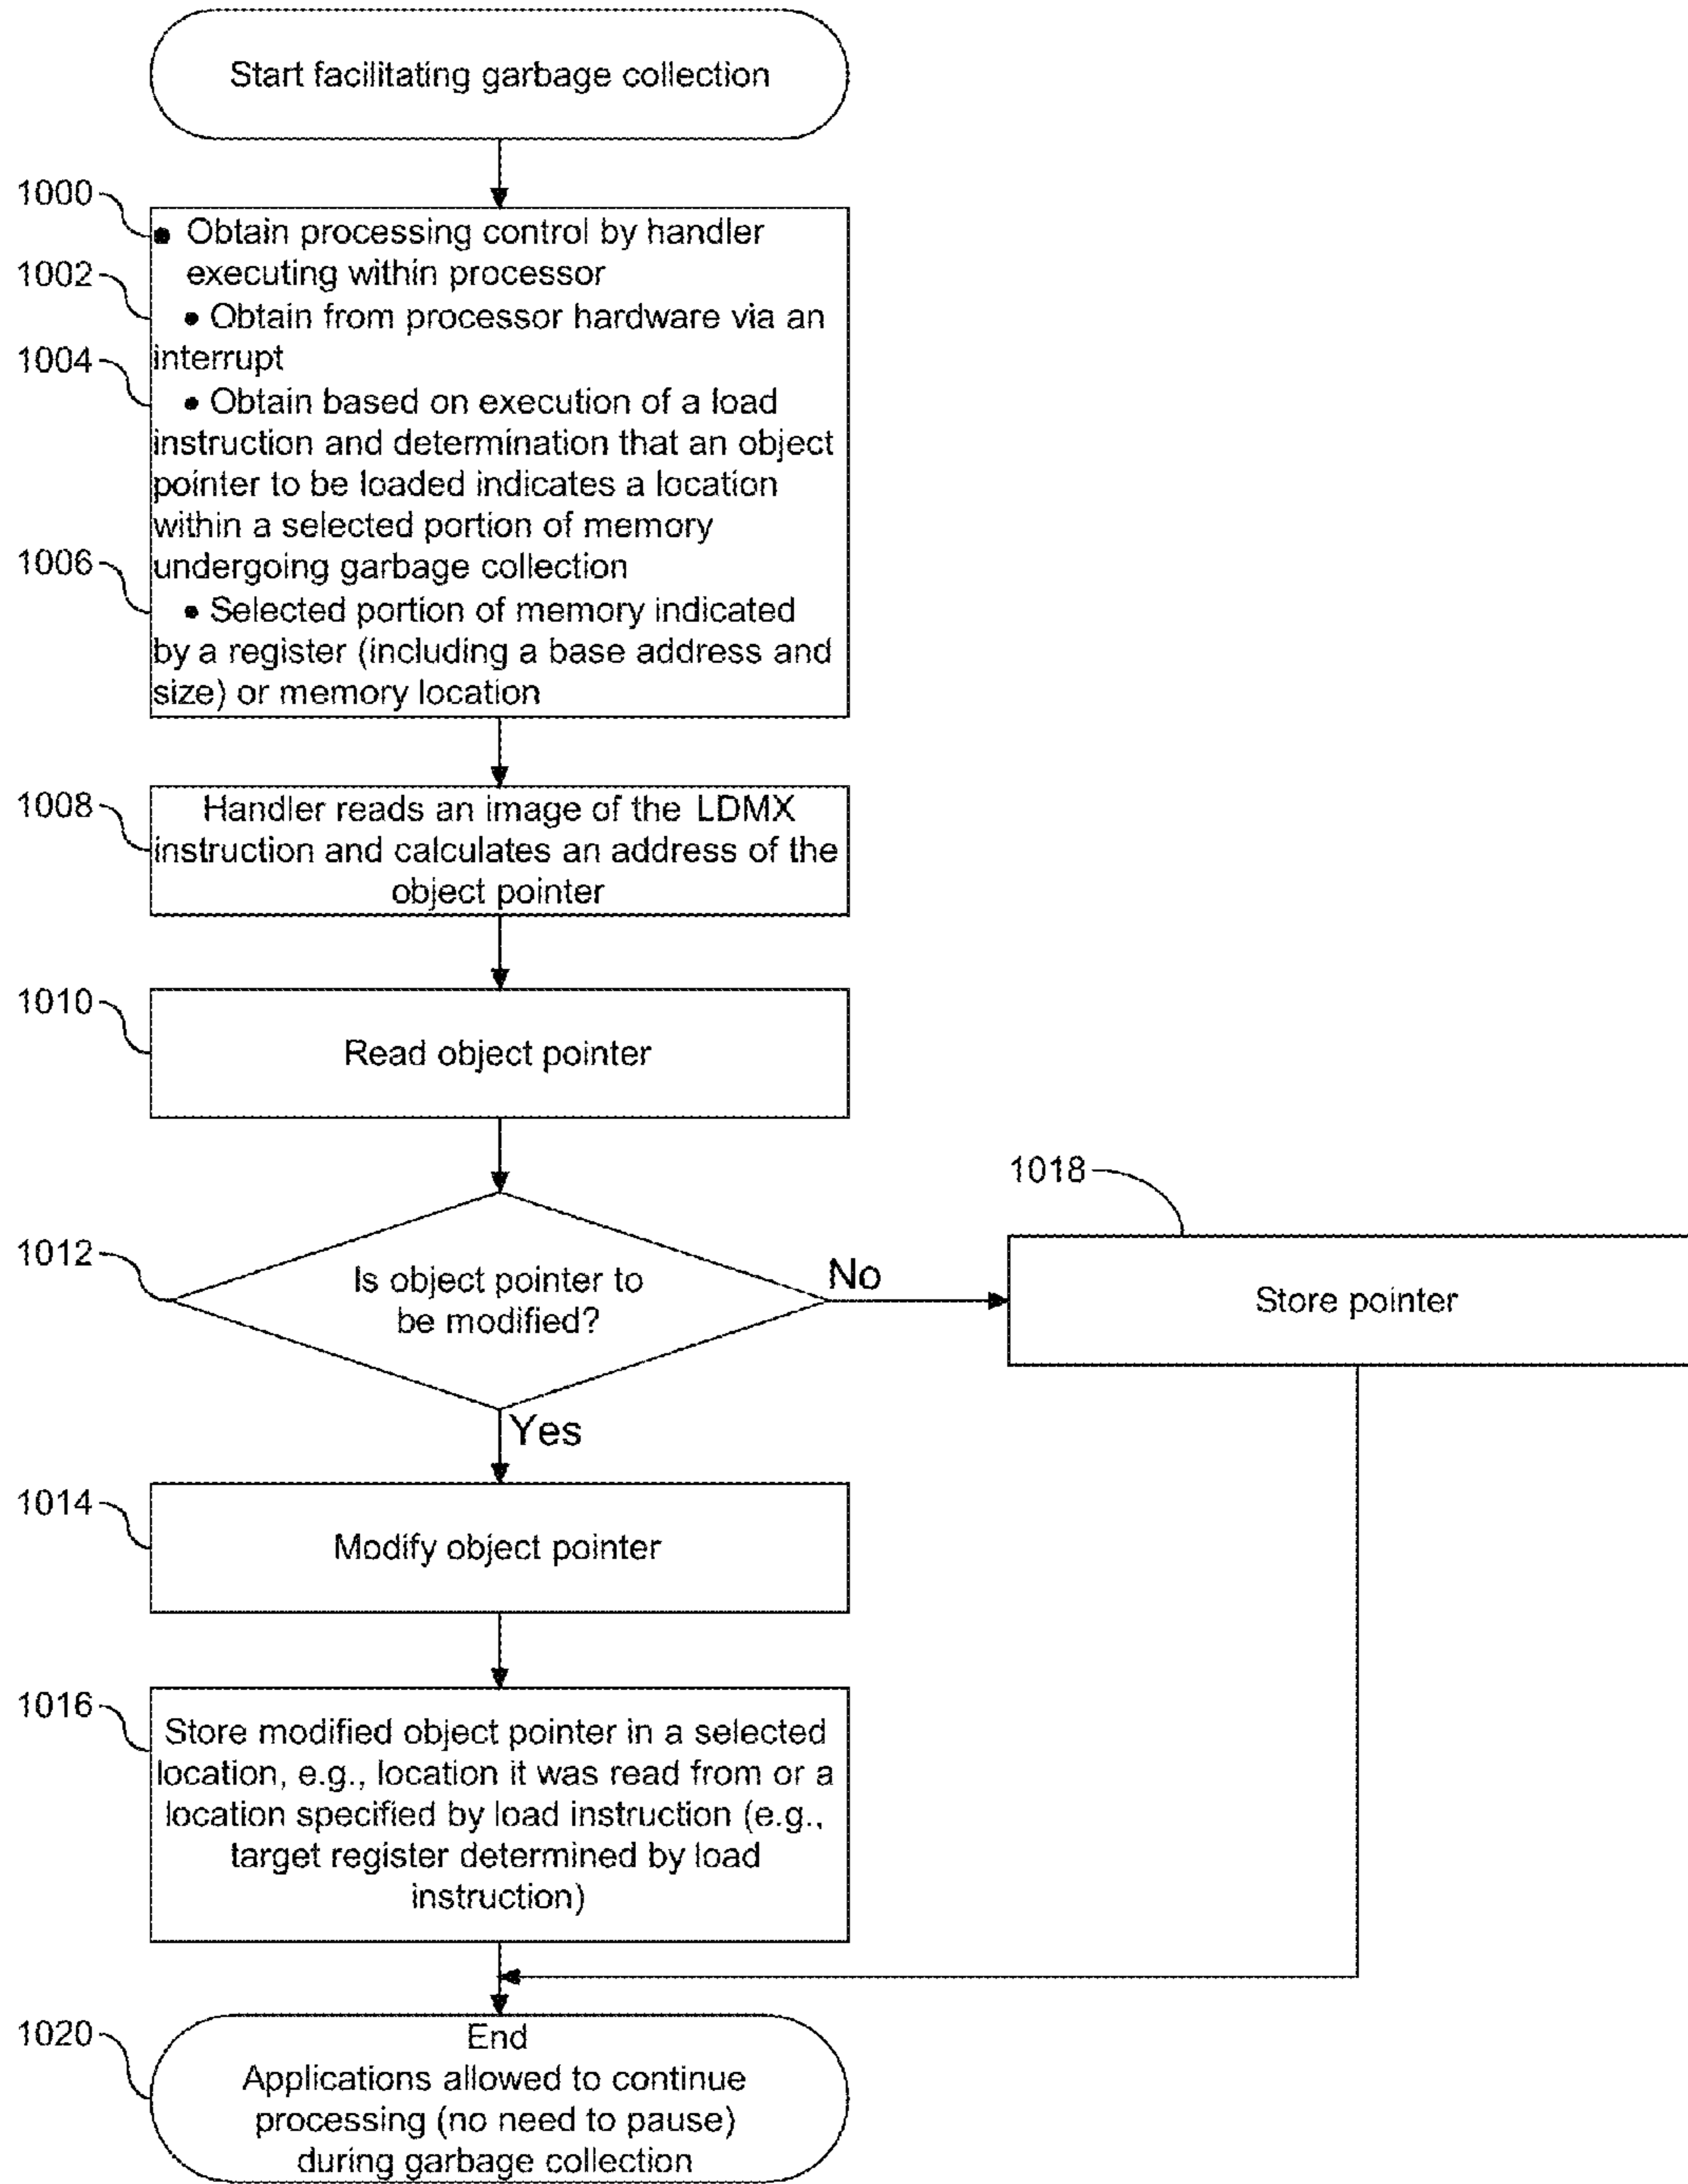 Start facilitating garbage collection
1000
• Obtain processing control by handler
executing within processor
1002
• Obtain from processor hardware via an
interrupt
1004
• Obtain based on execution of a load
instruction and determination that an object
pointer to be loaded indicates a location
within a selected portion of memory
undergoing garbage collection
1006
• Selected portion of memory indicated
by a register (including a base address and
size) or memory location
1008
Handler reads an image of the LDMX
instruction and calculates an address of the
object pointer
1010
Read object pointer
1012
Is object pointer to
be modified?
No
1018
Store pointer
Yes
1014
Modify object pointer
1016
Store modified object pointer in a selected
location, e.g., location it was read from or a
location specified by load instruction (e.g.,
target register determined by load
instruction)
1020
End
Applications allowed to continue
processing (no need to pause)
during garbage collection